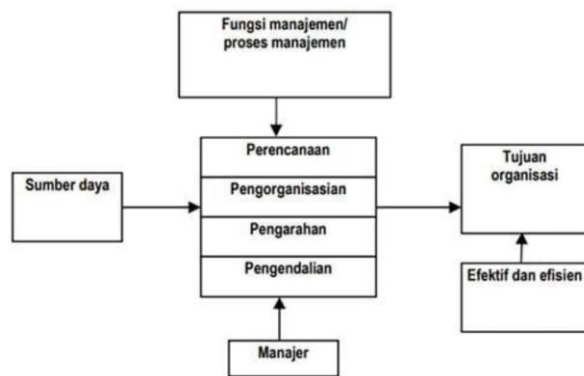 Fungsi manajemen/
proses manajemen
Perencanaan
Pengorganisasian
Pengarahan
Pengendalian
Sumber daya
Tujuan
organisasi
Efektif dan efisien
Manajer